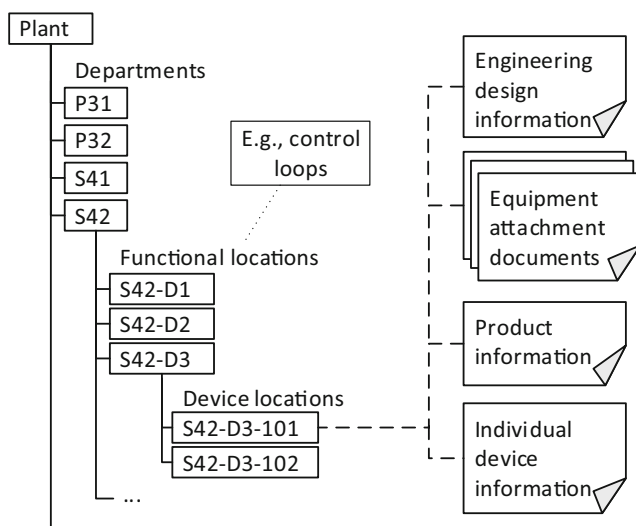 Plant
Departments
P31
P32
S41
S42
E.g., control
loops
Functional locations
S42-D1
S42-D2
S42-D3
Device locations
S42-D3-101
S42-D3-102
...
Engineering
design
information
Equipment
attachment
documents
Product
information
Individual
device
information